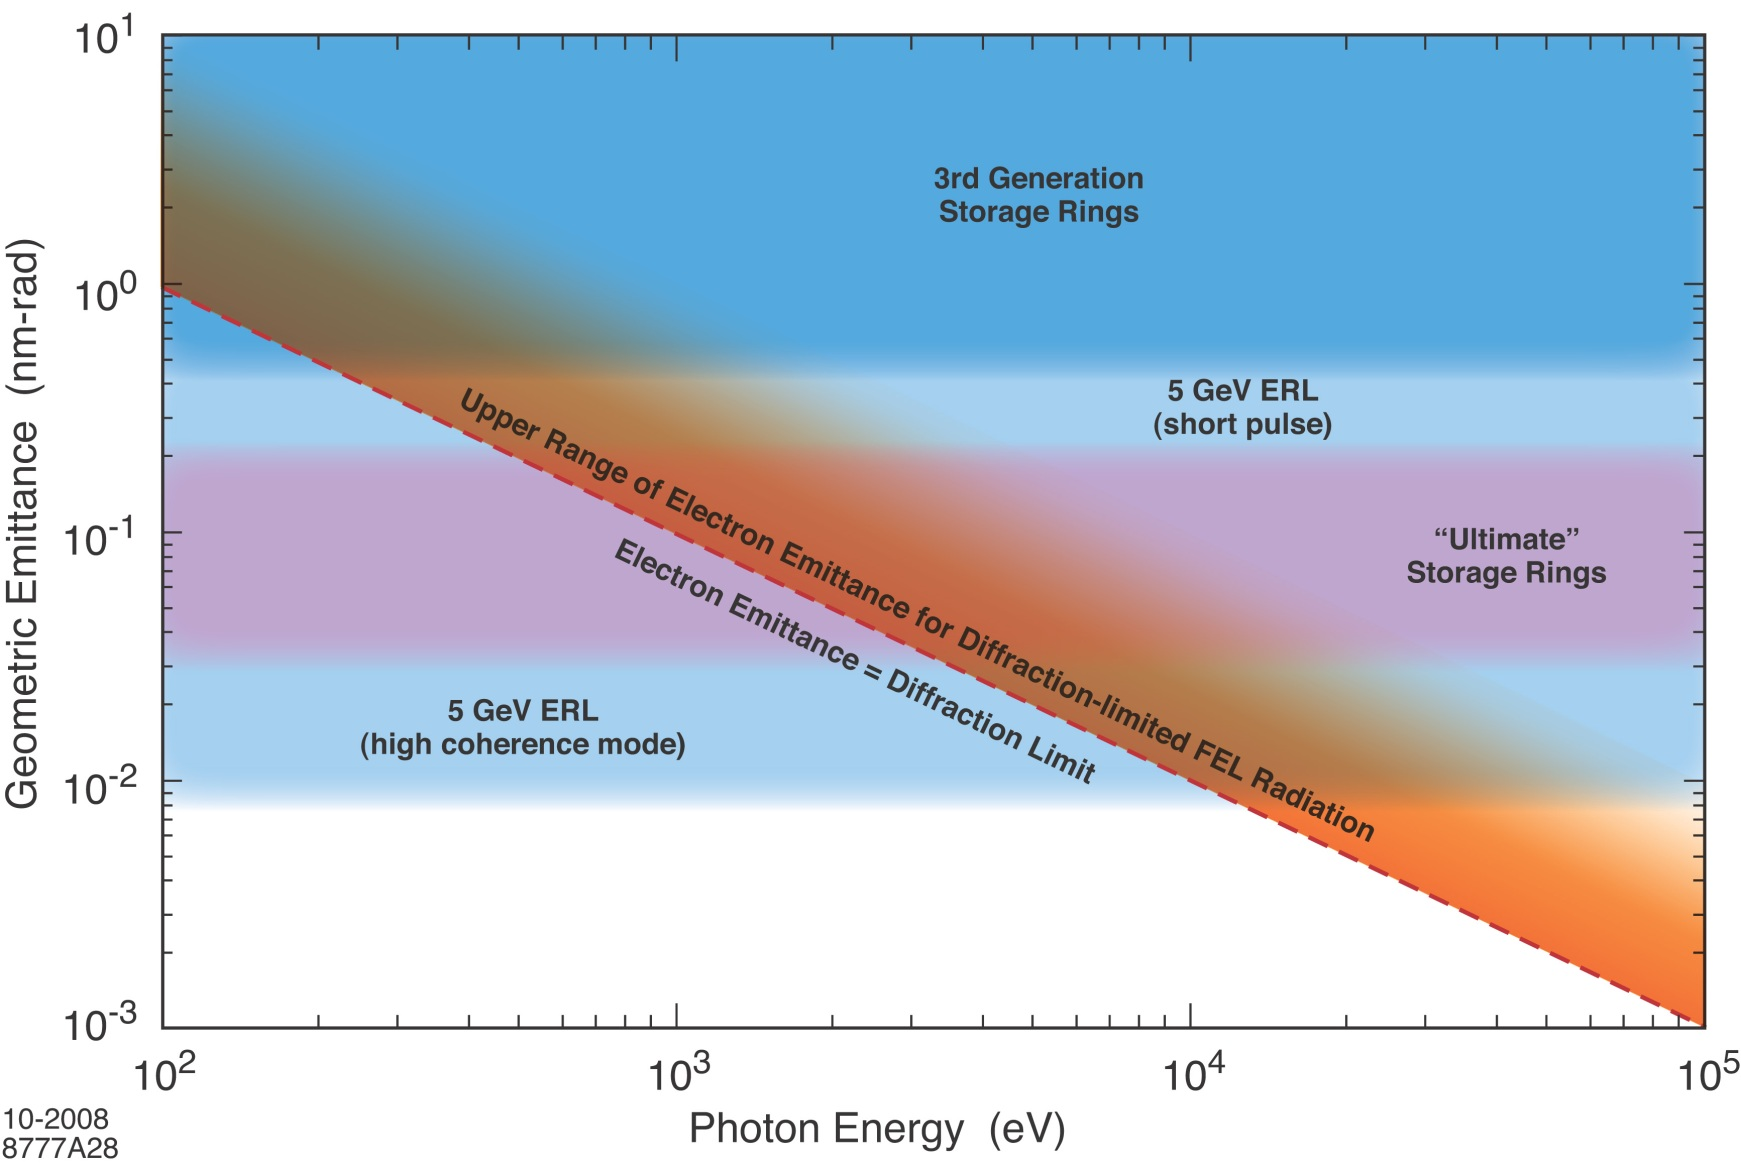 10¹
10⁰
10⁻¹
10⁻²
10⁻³
Geometric Emittance (nm-rad)
3rd Generation
Storage Rings
5 GeV ERL
(short pulse)
"Ultimate"
Storage Rings
Upper Range of Electron Emittance for Diffraction-limited FEL Radiation
Electron Emittance = Diffraction Limit
5 GeV ERL
(high coherence mode)
10² 10³ 10⁴ 10⁵
Photon Energy (eV)
10-2008
8777A28